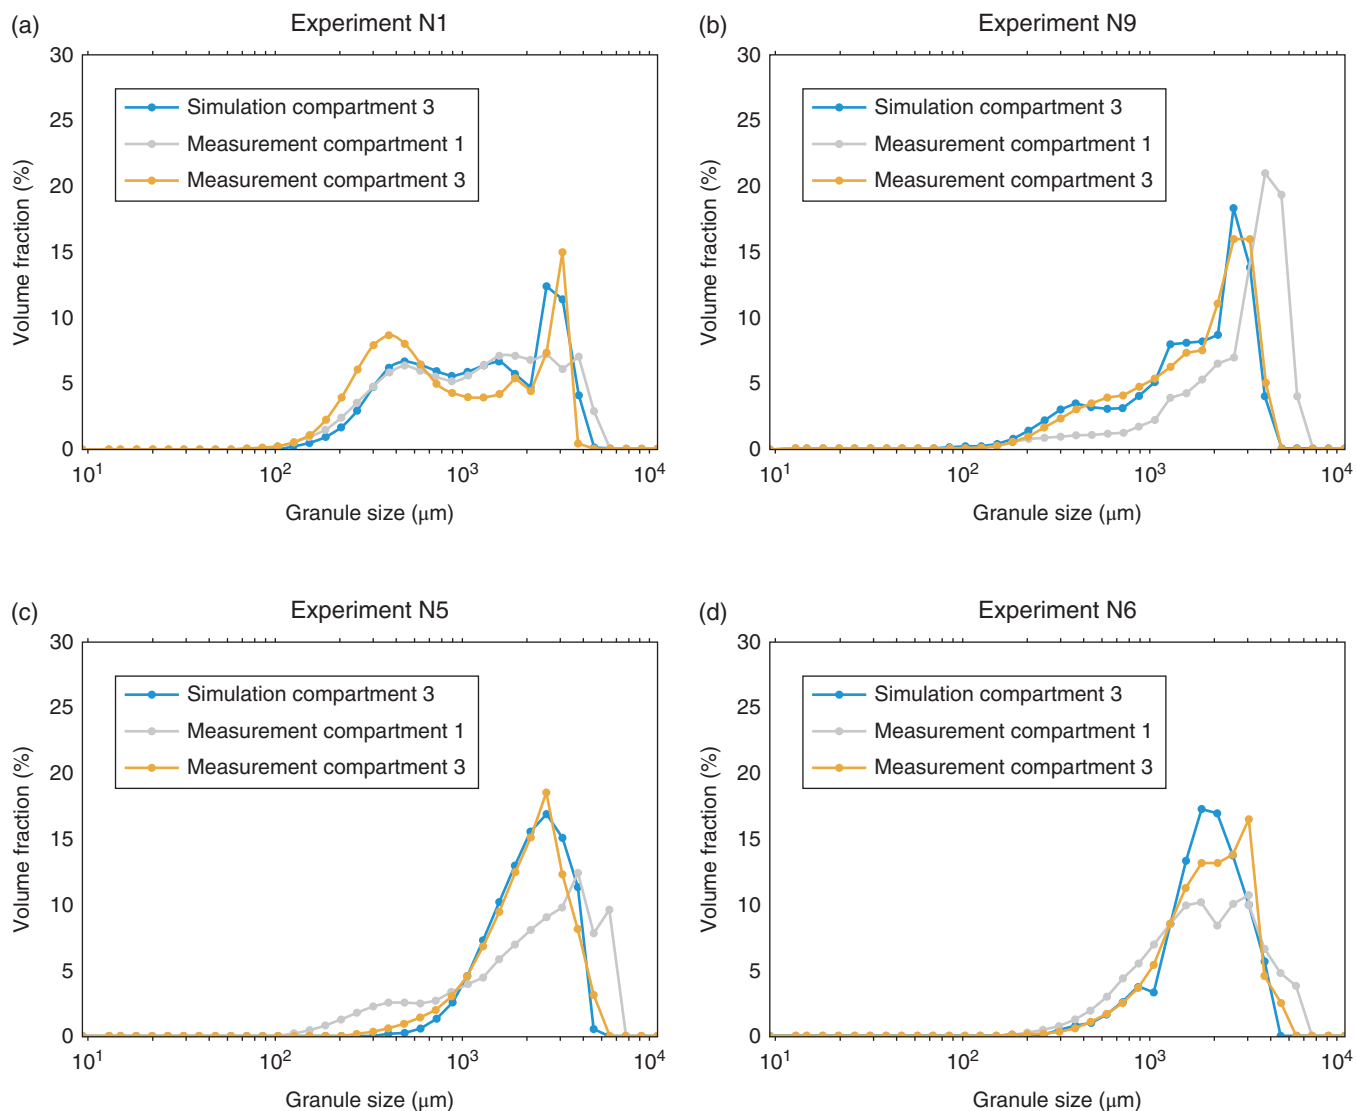 (a)
Experiment N1
30
25
20
15
10
5
0
Volume fraction (%)
Simulation compartment 3
Measurement compartment 1
Measurement compartment 3
10¹
10²
10³
10⁴
Granule size (μm)
(b)
Experiment N9
30
25
20
15
10
5
0
Volume fraction (%)
Simulation compartment 3
Measurement compartment 1
Measurement compartment 3
10¹
10²
10³
10⁴
Granule size (μm)
(c)
Experiment N5
30
25
20
15
10
5
0
Volume fraction (%)
Simulation compartment 3
Measurement compartment 1
Measurement compartment 3
10¹
10²
10³
10⁴
Granule size (μm)
(d)
Experiment N6
30
25
20
15
10
5
0
Volume fraction (%)
Simulation compartment 3
Measurement compartment 1
Measurement compartment 3
10¹
10²
10³
10⁴
Granule size (μm)